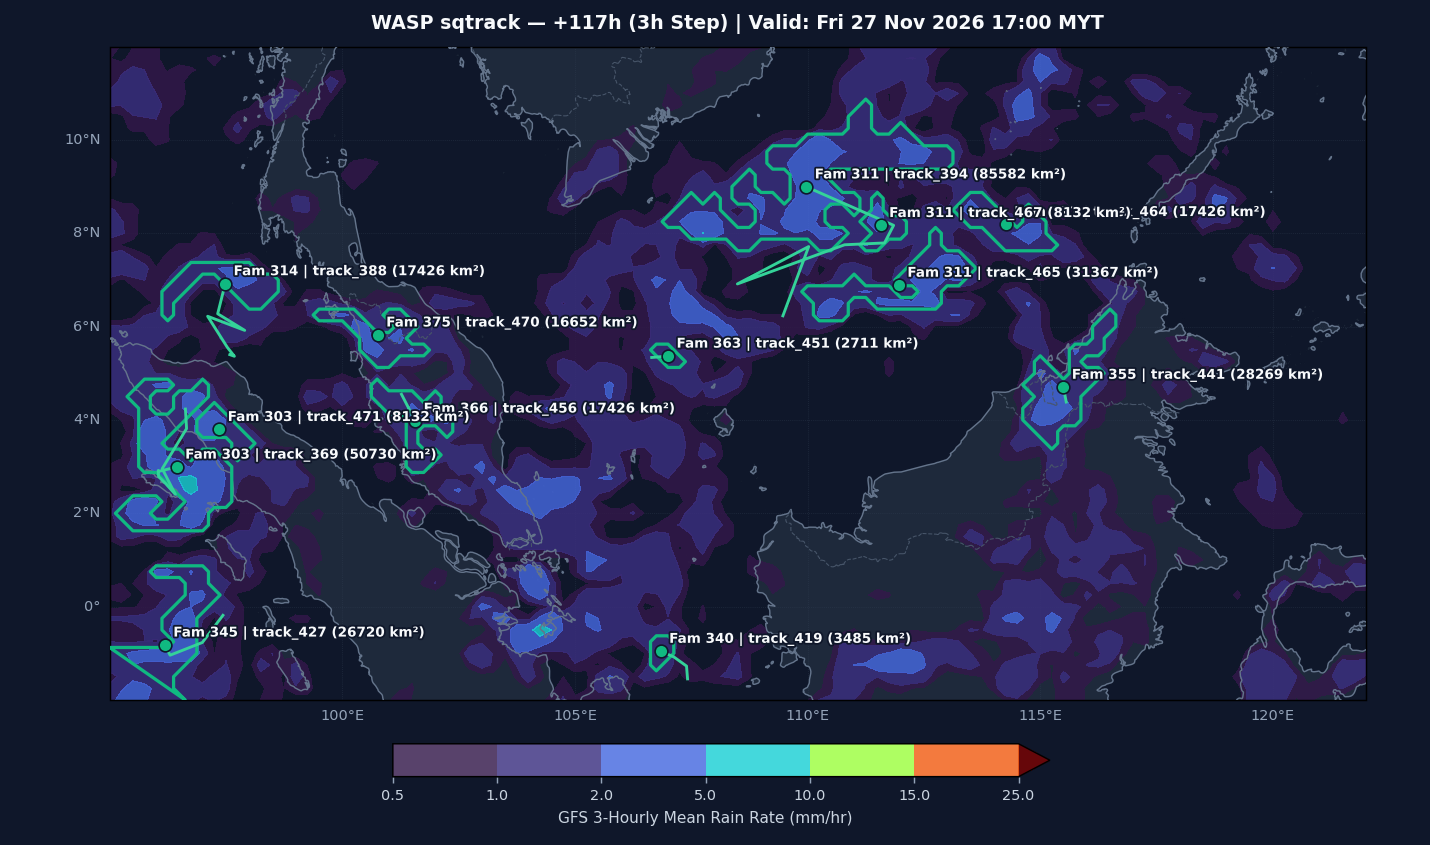 WASP sqtrack — +117h (3h Step) | Valid: Fri 27 Nov 2026 17:00 MYT
10°N
8°N
6°N
4°N
2°N
0°
Fam 311 | track_394 (85582 km²)
Fam 311 | track_467 (8132 km²)
_464 (17426 km²)
Fam 314 | track_388 (17426 km²)
Fam 311 | track_465 (31367 km²)
Fam 375 | track_470 (16652 km²)
Fam 363 | track_451 (2711 km²)
Fam 355 | track_441 (28269 km²)
Fam 366 | track_456 (17426 km²)
Fam 303 | track_471 (8132 km²)
Fam 303 | track_369 (50730 km²)
Fam 345 | track_427 (26720 km²)
Fam 340 | track_419 (3485 km²)
100°E 105°E 110°E 115°E 120°E
0.5 1.0 2.0 5.0 10.0 15.0 25.0
GFS 3-Hourly Mean Rain Rate (mm/hr)